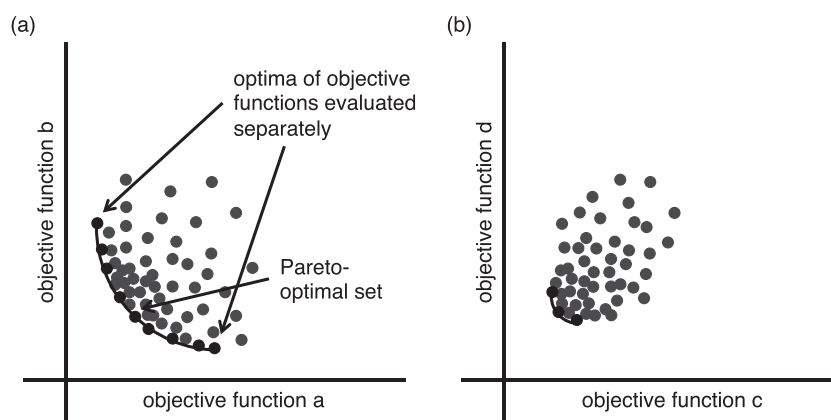 (a)
objective function b
optima of objective
functions evaluated
separately
Pareto-
optimal set
objective function a
(b)
objective function d
objective function c